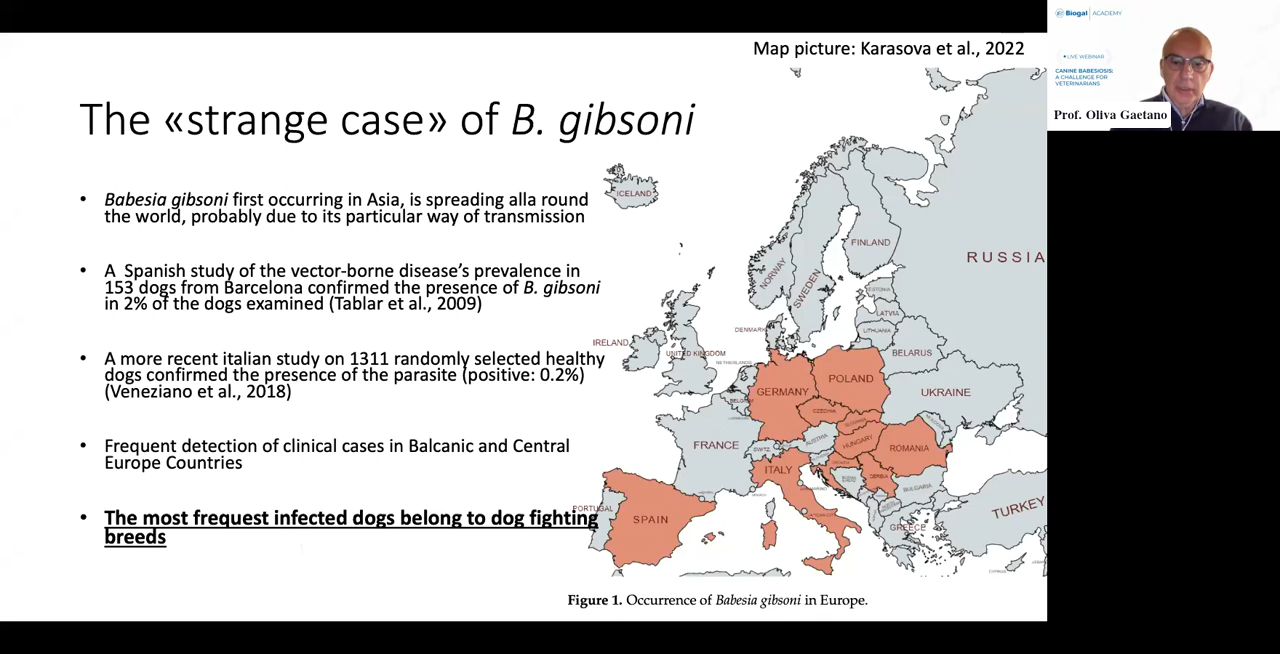 Map picture: Karasova et al., 2022
Biogal ACADEMY
LIVE WEBINAR
CANINE BABESIOSIS:
A CHALLENGE FOR
VETERINARIANS
Prof. Oliva Gaetano
The «strange case» of B. gibsoni
• Babesia gibsoni first occurring in Asia, is spreading alla round
the world, probably due to its particular way of transmission
• A Spanish study of the vector-borne disease's prevalence in
153 dogs from Barcelona confirmed the presence of B. gibsoni
in 2% of the dogs examined (Tablar et al., 2009)
• A more recent italian study on 1311 randomly selected healthy
dogs confirmed the presence of the parasite (positive: 0.2%)
(Veneziano et al., 2018)
• Frequent detection of clinical cases in Balcanic and Central
Europe Countries
• The most frequent infected dogs belong to dog fighting
breeds
ICELAND
NORWAY
SWEDEN
FINLAND
RUSSIA
ESTONIA
LATVIA
LITHUANIA
DENMARK
IRELAND
UNITED KINGDOM
NETHERLANDS
BELGIUM
GERMANY
POLAND
BELARUS
UKRAINE
CZECHIA
FRANCE
SWITZ
AUSTRIA
HUNGARY
ROMANIA
ITALY
SERBIA
BULGARIA
PORTUGAL
SPAIN
GREECE
TURKEY
Figure 1. Occurrence of Babesia gibsoni in Europe.